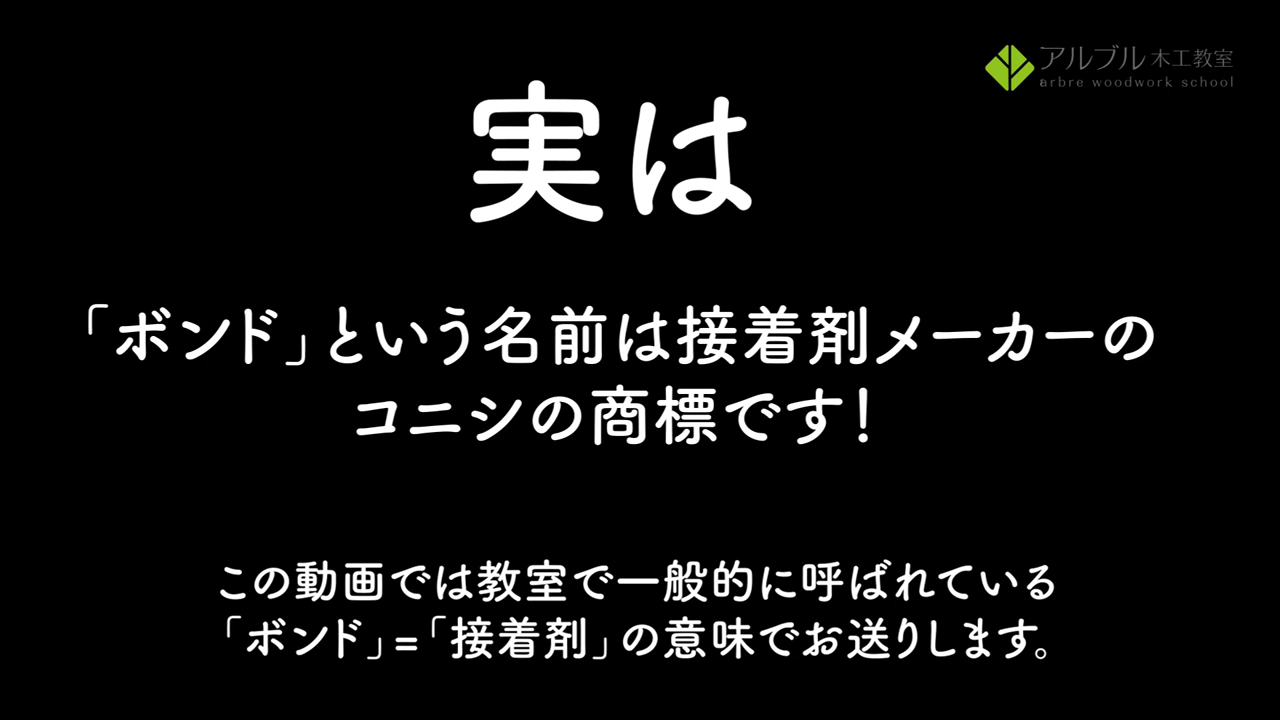 アルブル木工教室
arbre woodwork school
実は
「ボンド」という名前は接着剤メーカーの
コニシの商標です!
この動画では教室で一般的に呼ばれている
「ボンド」=「接着剤」の意味でお送りします。